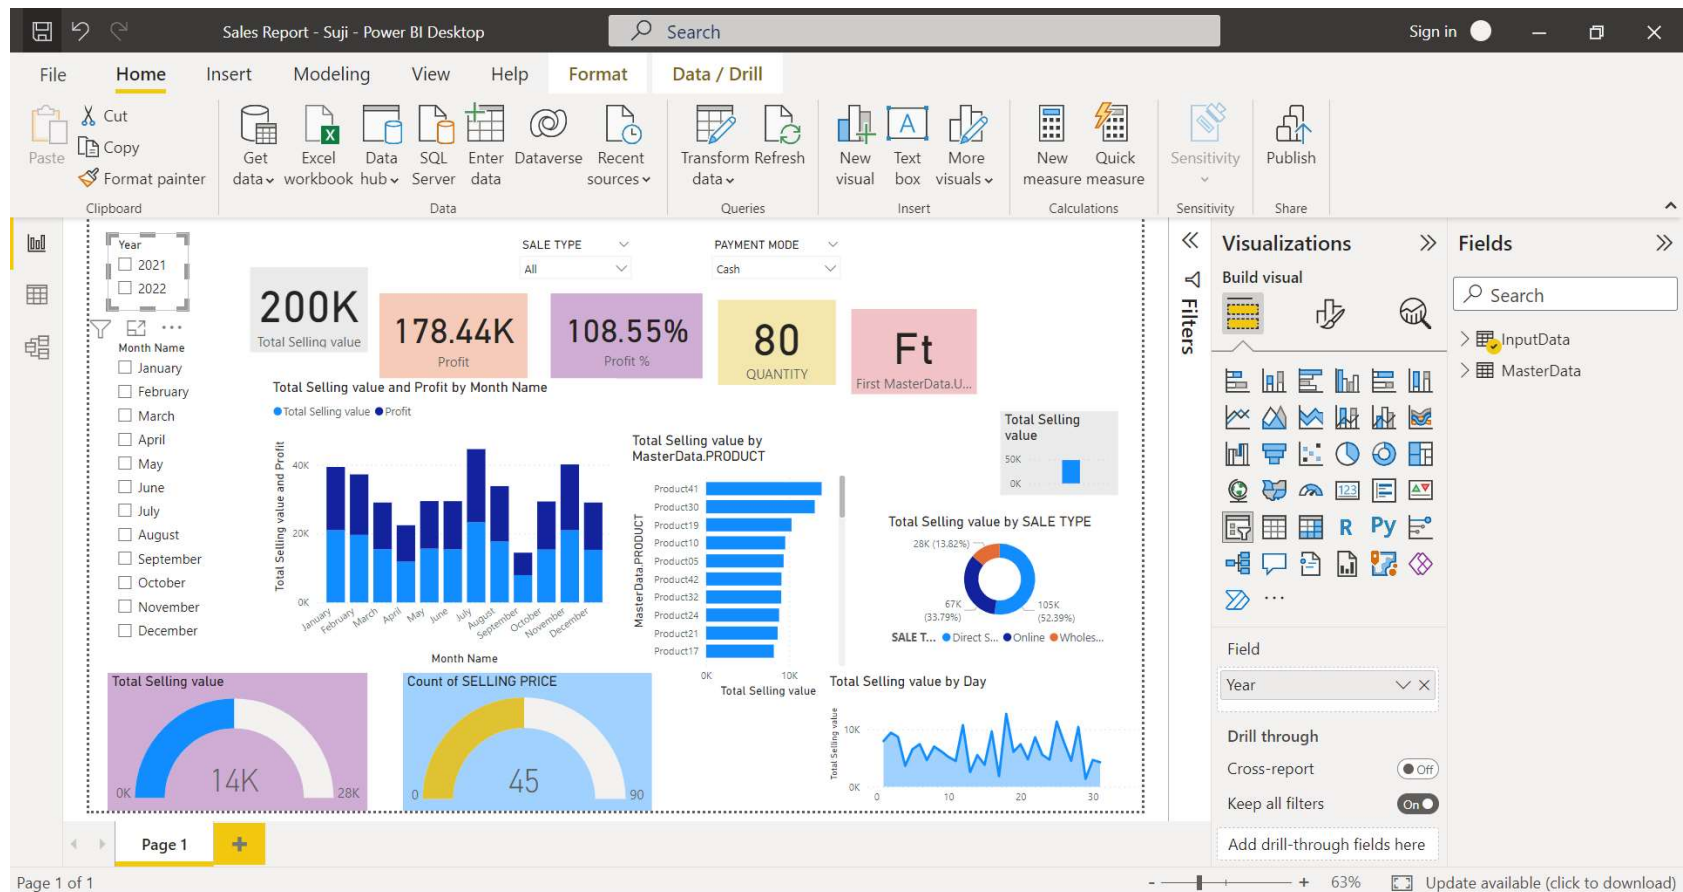 Sales Report - Suji - Power BI Desktop
Search
Sign in
File Home Insert Modeling View Help Format Data / Drill
Paste
Cut
Copy
Format painter
Get data
Excel workbook
Data hub
SQL Server
Enter data
Dataverse
Recent sources
Transform data
Refresh
New visual
Text box
More visuals
New measure
Quick measure
Sensitivity
Publish
Clipboard Data Queries Insert Calculations Sensitivity Share
Year
2021
2022
SALE TYPE
All
PAYMENT MODE
Cash
Month Name
January
February
March
April
May
June
July
August
September
October
November
December
200K
Total Selling value
178.44K
Profit
108.55%
Profit %
80
QUANTITY
Ft
First MasterData.U...
Total Selling value and Profit by Month Name
Total Selling value Profit
Total Selling value and Profit
40K
20K
0K
January February March April May June July August September October November December
Month Name
Total Selling value by
MasterData.PRODUCT
MasterData.PRODUCT
Product41
Product30
Product19
Product10
Product05
Product42
Product32
Product24
Product21
Product17
0K 10K
Total Selling value
Total Selling
value
50K
0K
Total Selling value by SALE TYPE
28K (13.82%)
67K
(33.79%)
105K
(52.39%)
SALE T... Direct S... Online Wholes...
Total Selling value
14K
0K 28K
Count of SELLING PRICE
45
0 90
Total Selling value by Day
Total Selling value
10K
0K
0 10 20 30
Filters
Visualizations
Build visual
123
R Py
Field
Year
Drill through
Cross-report Off
Keep all filters On
Add drill-through fields here
Fields
Search
InputData
MasterData
Page 1
Page 1 of 1
- + 63% Update available (click to download)